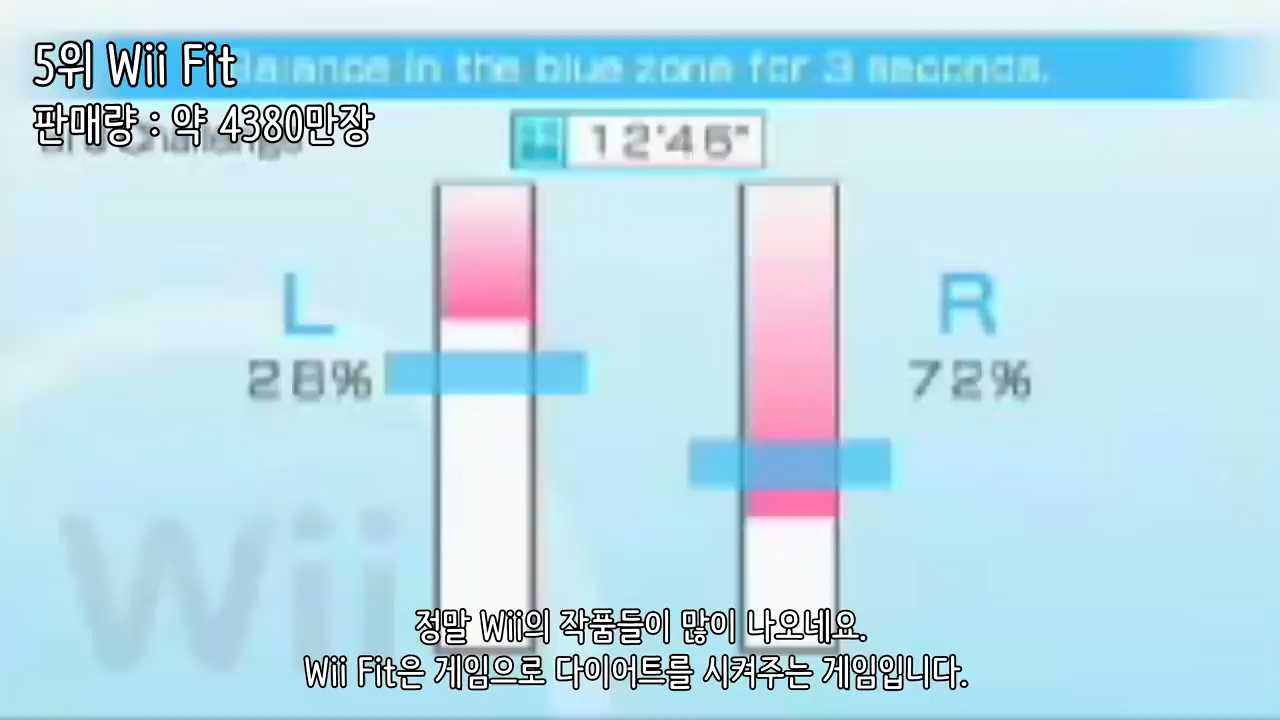 5위 Wii Fit
판매량 : 약 4380만장
Balance in the blue zone for 3 seconds.
Challenge
12'46"
L
R
28%
72%
Wii
정말 Wii의 작품들이 많이 나오네요.
Wii Fit은 게임으로 다이어트를 시켜주는 게임입니다.